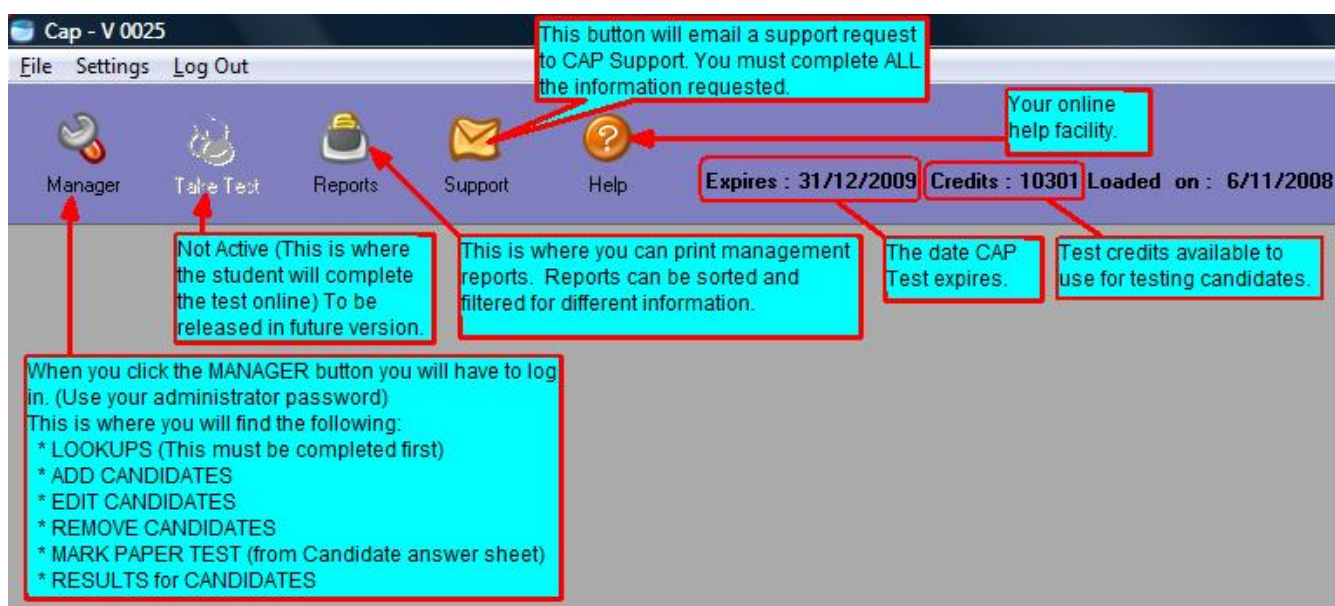 Cap - V 0025
File Settings Log Out
This button will email a support request
to CAP Support. You must complete ALL
the information requested.
Your online
help facility.
Manager
Take Test
Reports
Support
Help
Expires : 31/12/2009 Credits : 10301 Loaded on : 6/11/2008
Not Active (This is where
the student will complete
the test online) To be
released in future version.
This is where you can print management
reports. Reports can be sorted and
filtered for different information.
The date CAP
Test expires.
Test credits available to
use for testing candidates.
When you click the MANAGER button you will have to log
in. (Use your administrator password)
This is where you will find the following:
* LOOKUPS (This must be completed first)
* ADD CANDIDATES
* EDIT CANDIDATES
* REMOVE CANDIDATES
* MARK PAPER TEST (from Candidate answer sheet)
* RESULTS for CANDIDATES